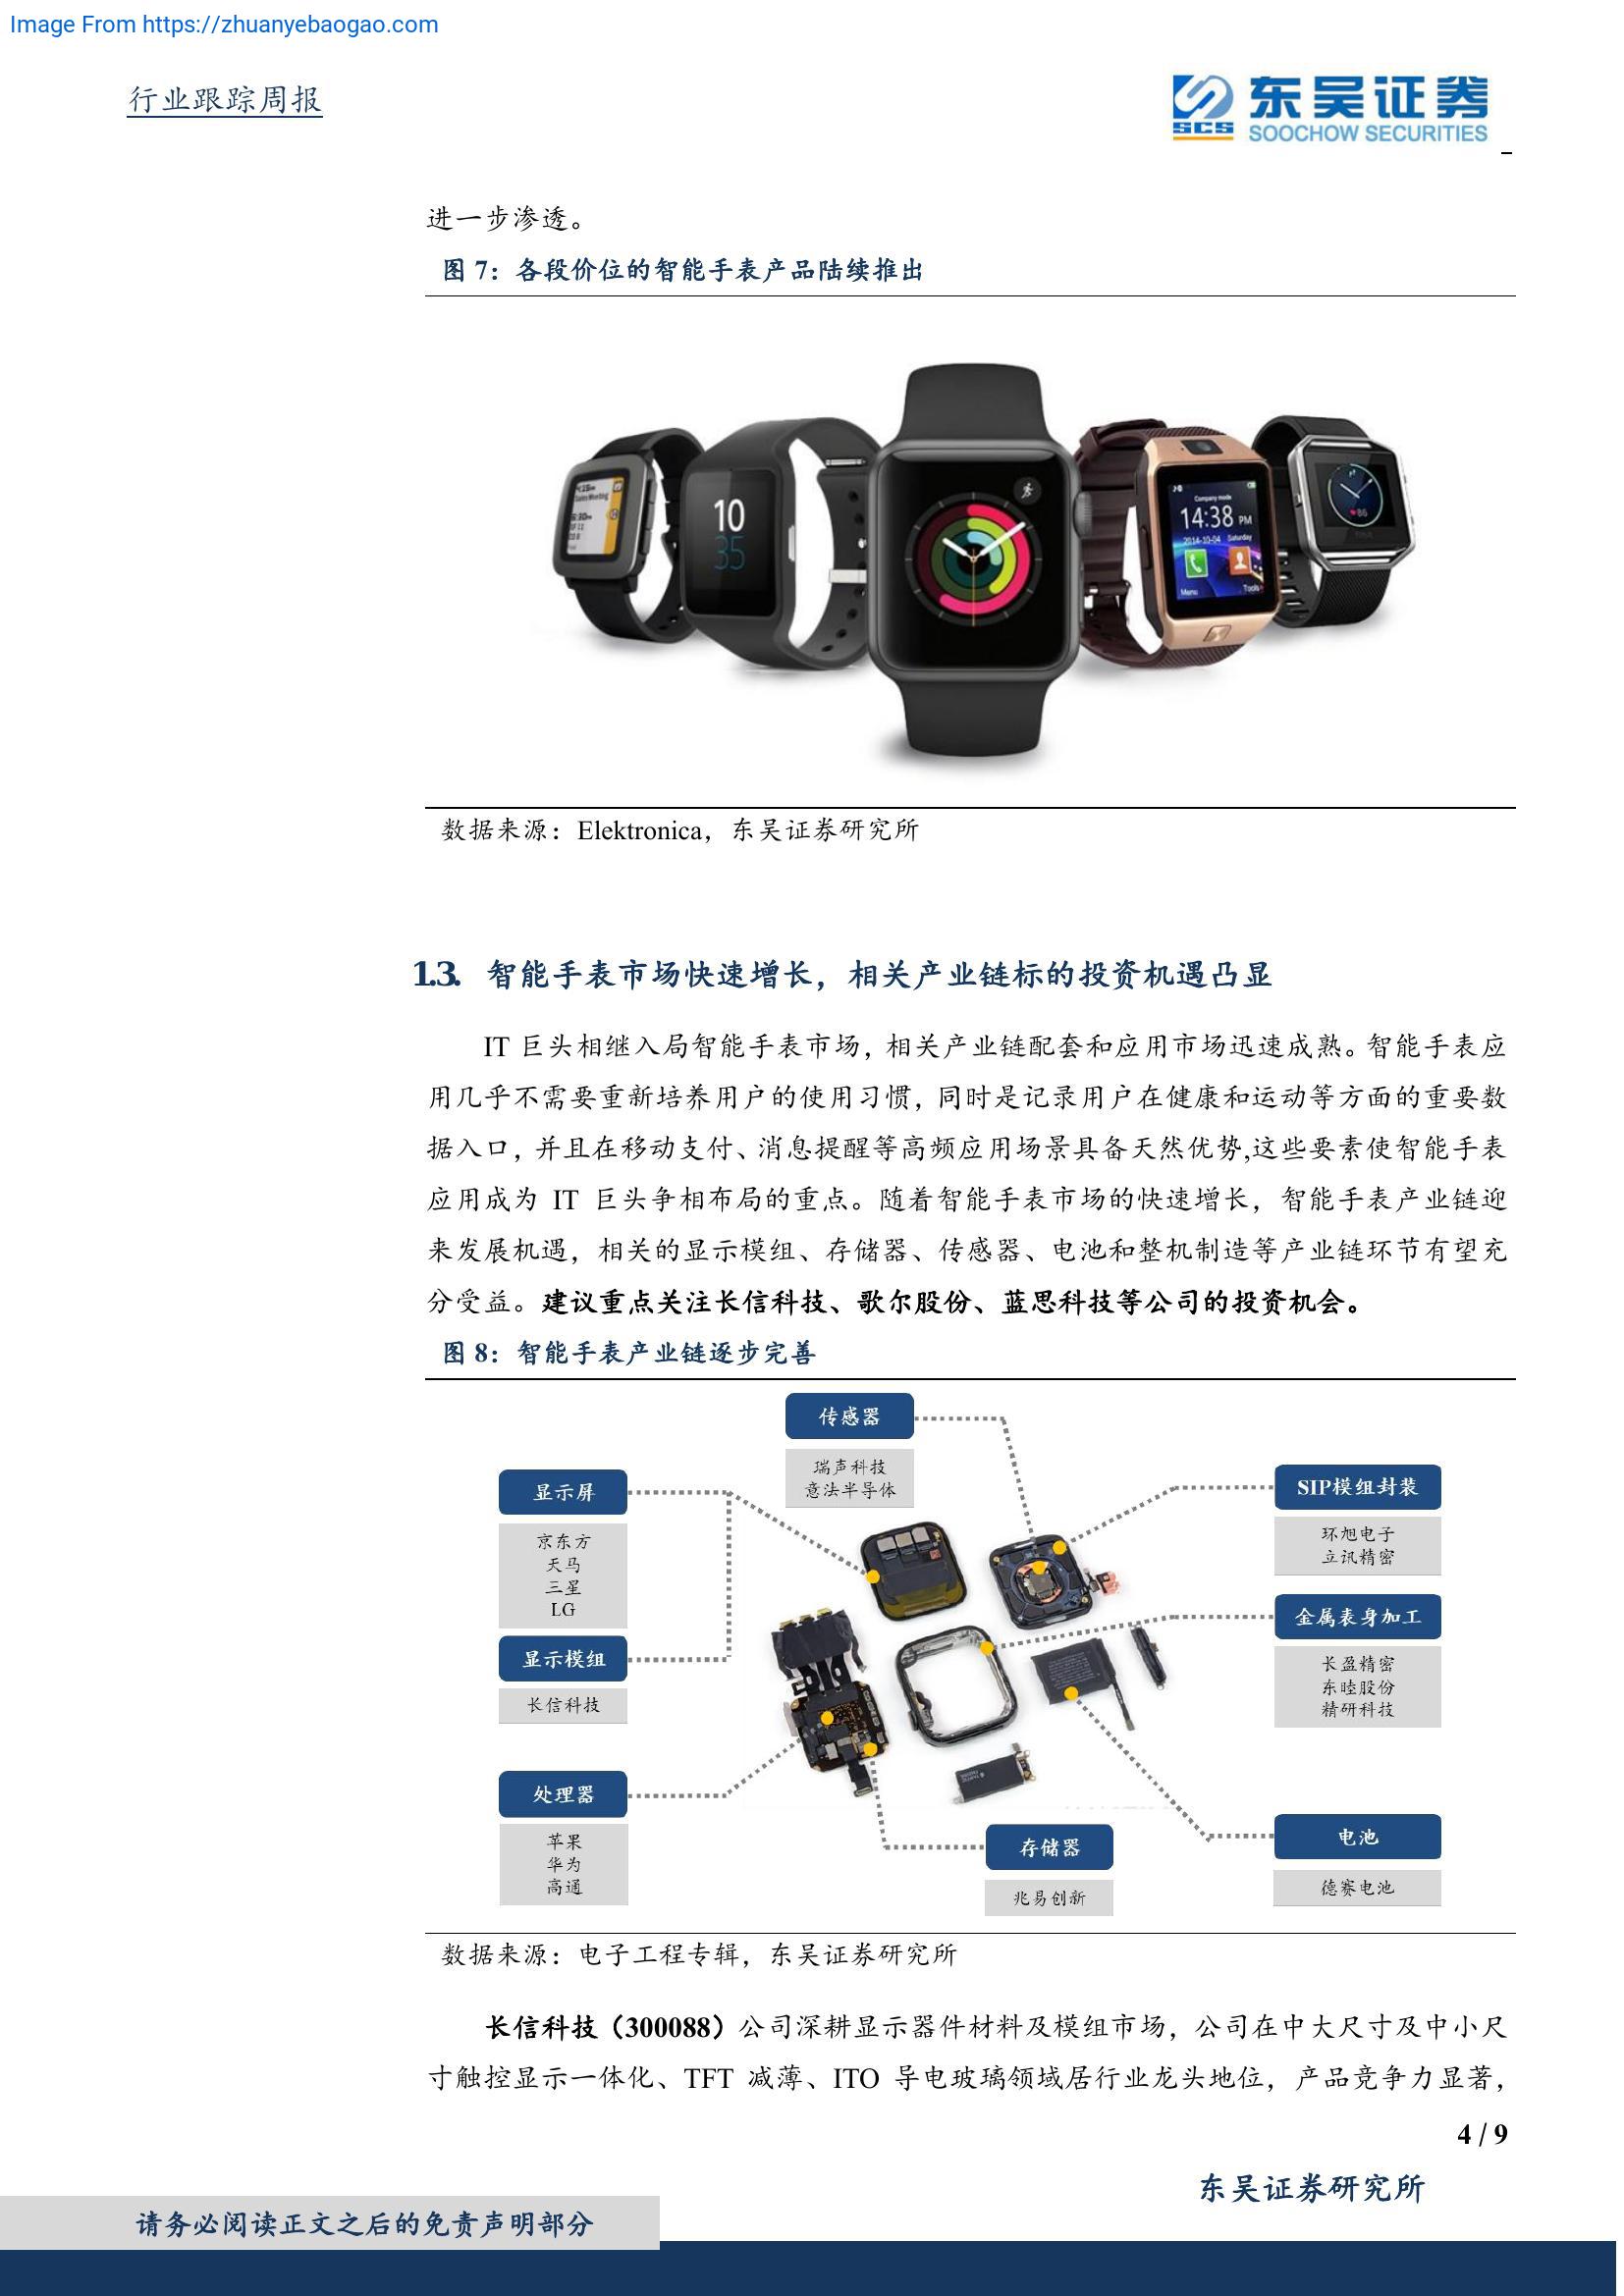 Image From https://zhuanyebaogao.com
行业跟踪周报
东吴证券
SCS
SOOCHOW SECURITIES
进一步渗透。
图 7：各段价位的智能手表产品陆续推出
10
35
14:38 PM
2014-10-04 Saturday
Company mode
Menu
Tools
86
数据来源：Elektronica，东吴证券研究所
1.3. 智能手表市场快速增长，相关产业链标的投资机遇凸显
IT 巨头相继入局智能手表市场，相关产业链配套和应用市场迅速成熟。智能手表应
用几乎不需要重新培养用户的使用习惯，同时是记录用户在健康和运动等方面的重要数
据入口，并且在移动支付、消息提醒等高频应用场景具备天然优势,这些要素使智能手表
应用成为 IT 巨头争相布局的重点。随着智能手表市场的快速增长，智能手表产业链迎
来发展机遇，相关的显示模组、存储器、传感器、电池和整机制造等产业链环节有望充
分受益。建议重点关注长信科技、歌尔股份、蓝思科技等公司的投资机会。
图 8：智能手表产业链逐步完善
传感器
瑞声科技
意法半导体
显示屏
京东方
天马
三星
LG
显示模组
长信科技
处理器
苹果
华为
高通
SIP模组封装
环旭电子
立讯精密
金属表身加工
长盈精密
东睦股份
精研科技
存储器
兆易创新
电池
德赛电池
数据来源：电子工程专辑，东吴证券研究所
长信科技（300088）公司深耕显示器件材料及模组市场，公司在中大尺寸及中小尺
寸触控显示一体化、TFT 减薄、ITO 导电玻璃领域居行业龙头地位，产品竞争力显著，
4 / 9
东吴证券研究所
请务必阅读正文之后的免责声明部分